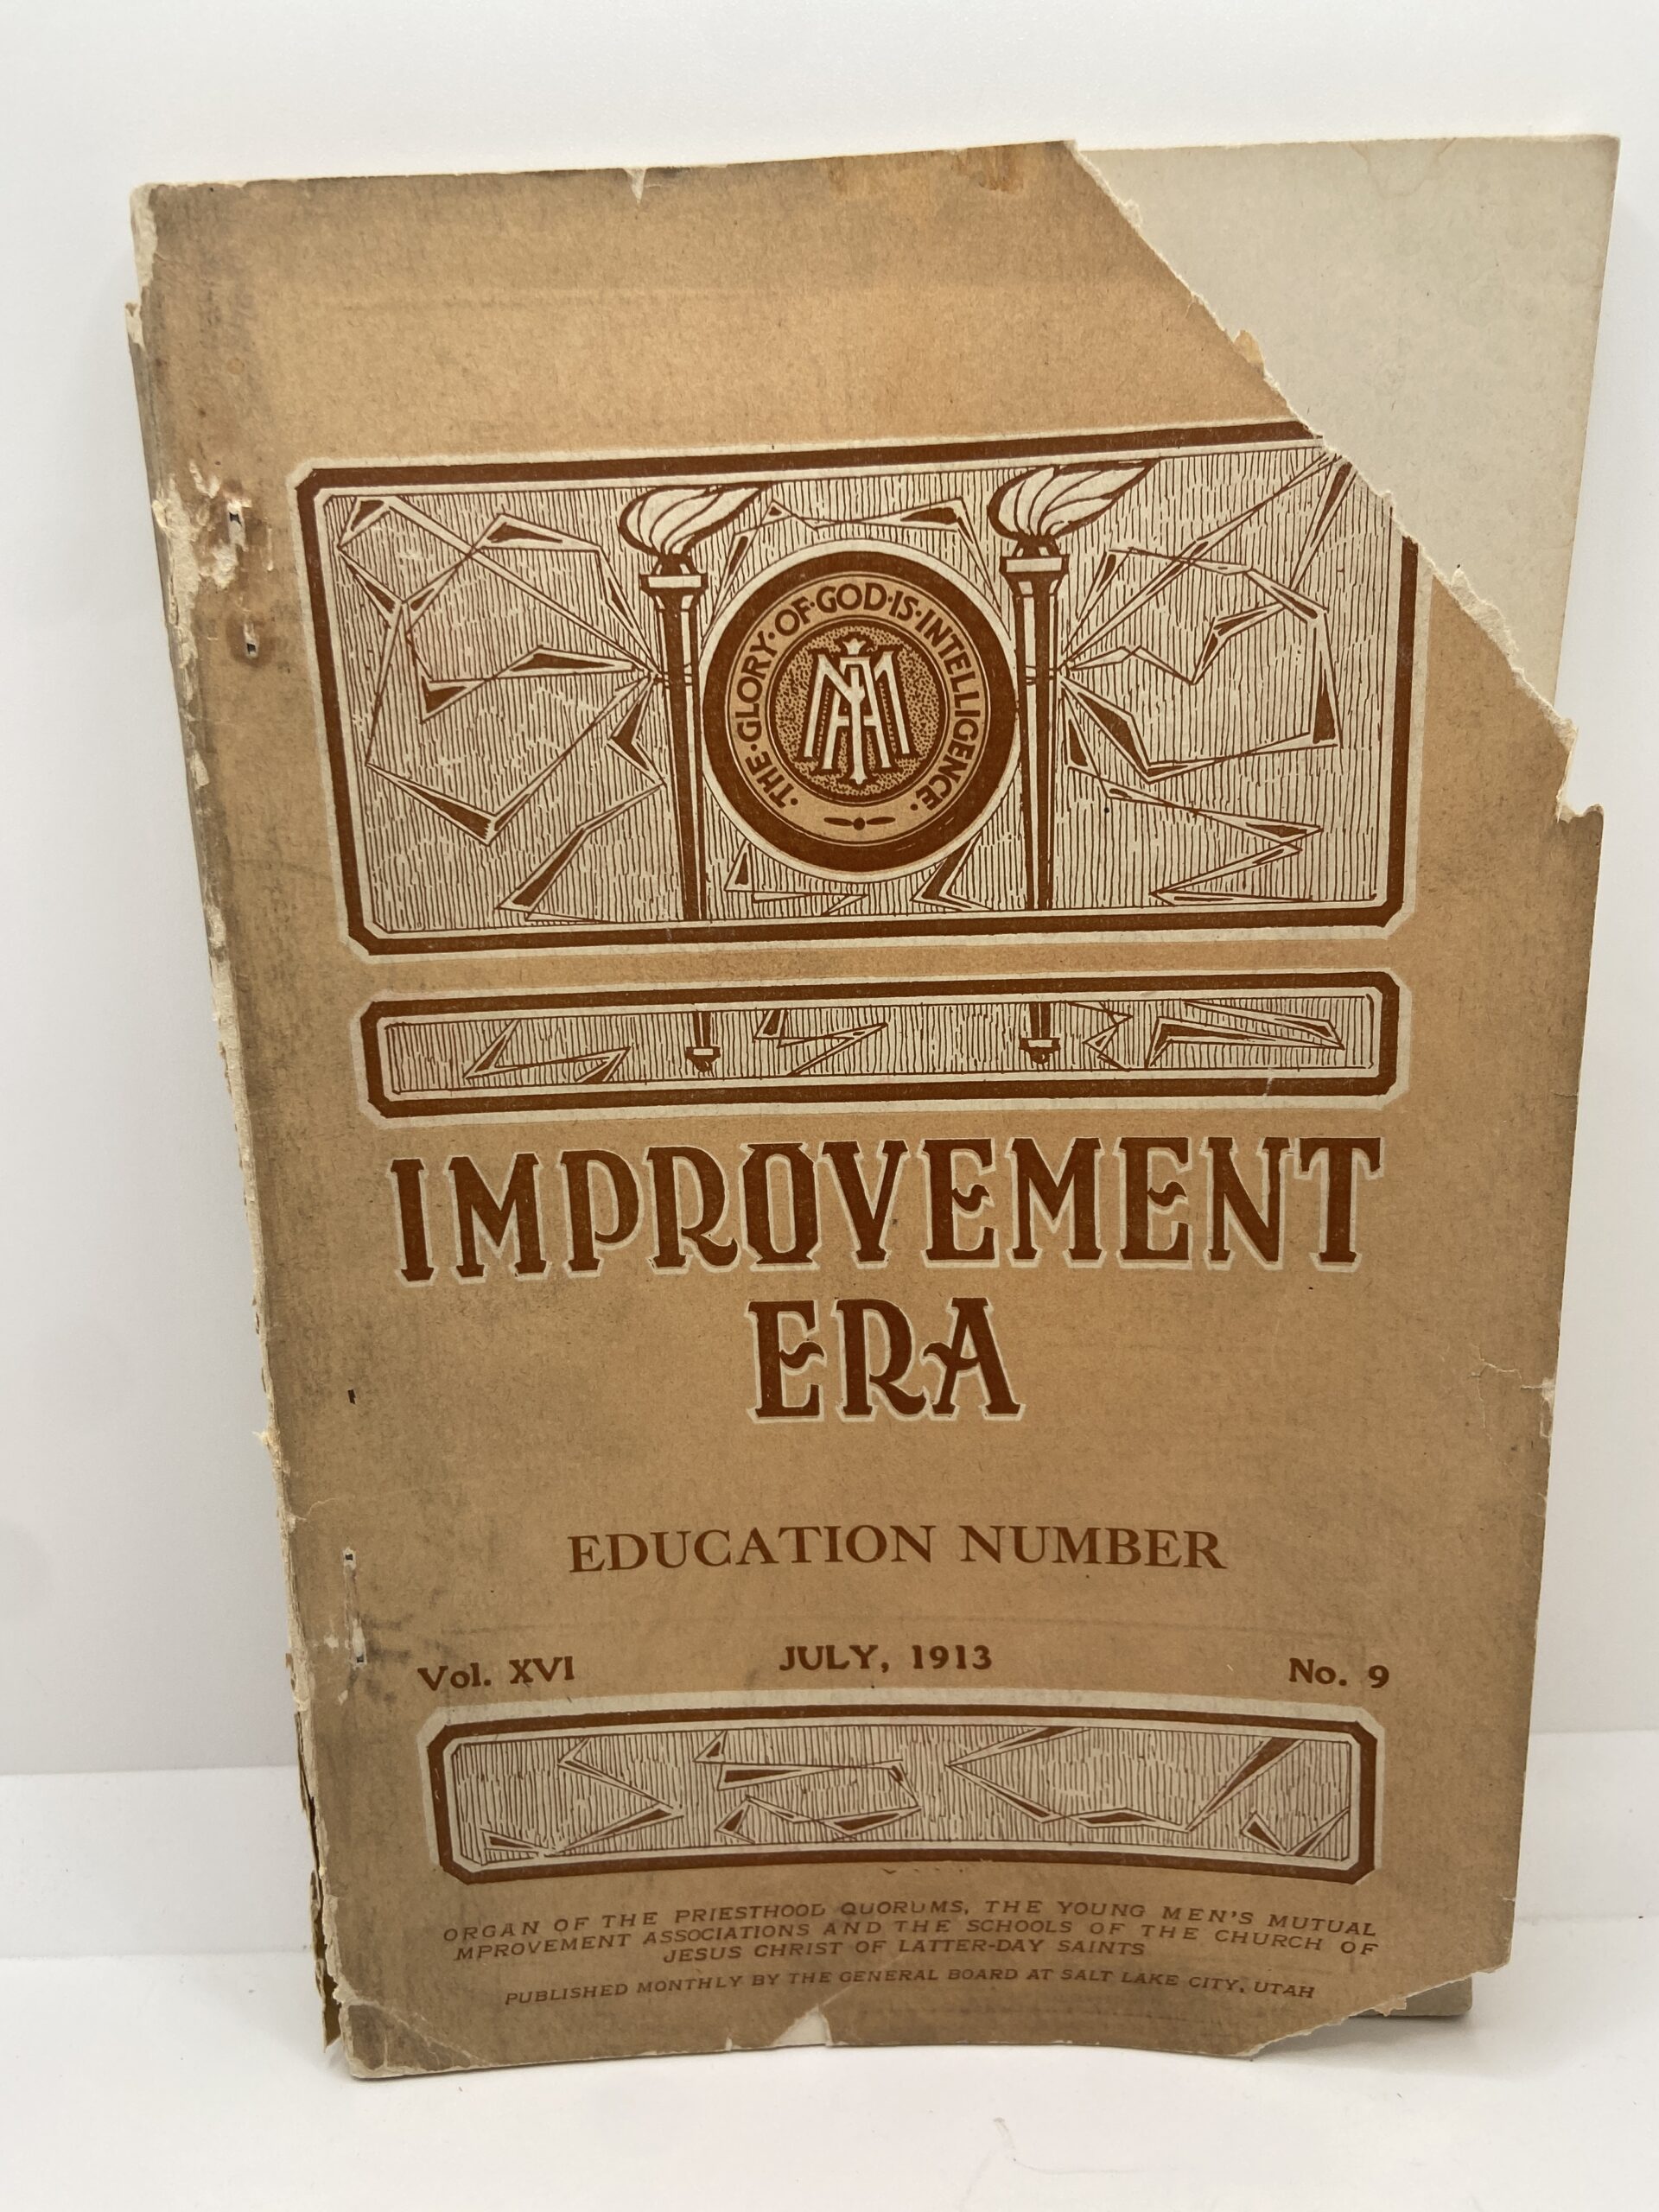 ·THE·GLORY·OF·GOD·IS·INTELLIGENCE·
YMIA
IMPROVEMENT
ERA
EDUCATION NUMBER
Vol. XVI JULY, 1913 No. 9
ORGAN OF THE PRIESTHOOD QUORUMS, THE YOUNG MEN'S MUTUAL
MPROVEMENT ASSOCIATIONS AND THE SCHOOLS OF THE CHURCH OF
JESUS CHRIST OF LATTER-DAY SAINTS
PUBLISHED MONTHLY BY THE GENERAL BOARD AT SALT LAKE CITY, UTAH